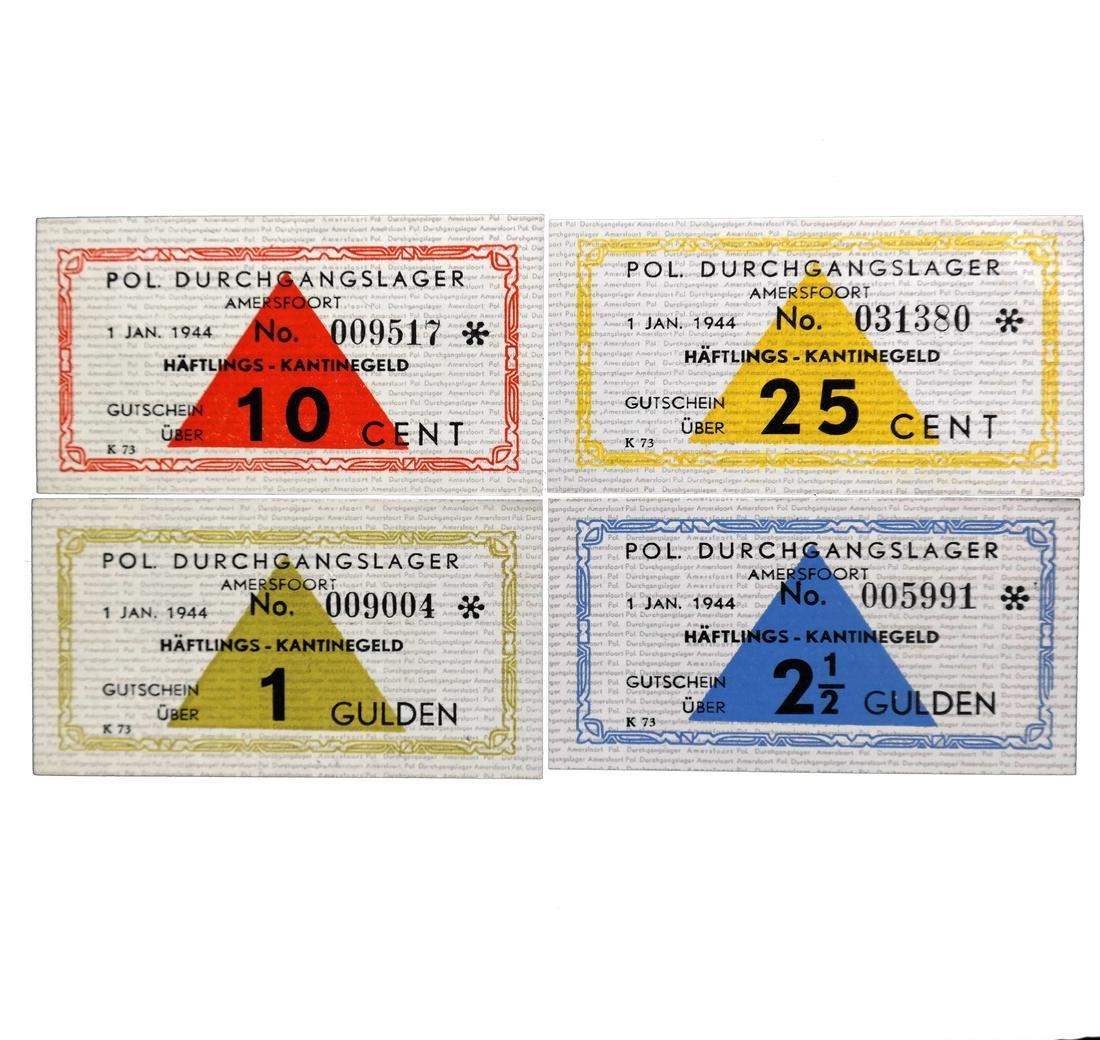 POL. DURCHGANGSLAGER
AMERSFOORT
1 JAN. 1944 No. 009517 *
HÄFTLINGS - KANTINEGELD
GUTSCHEIN
ÜBER 10 CENT
K 73
POL. DURCHGANGSLAGER
AMERSFOORT
1 JAN. 1944 No. 031380 *
HÄFTLINGS - KANTINEGELD
GUTSCHEIN
ÜBER 25 CENT
K 73
POL. DURCHGANGSLAGER
AMERSFOORT
1 JAN. 1944 No. 009004 *
HÄFTLINGS - KANTINEGELD
GUTSCHEIN
ÜBER 1 GULDEN
K 73
POL. DURCHGANGSLAGER
AMERSFOORT
1 JAN. 1944 No. 005991 *
HÄFTLINGS - KANTINEGELD
GUTSCHEIN
ÜBER 2½ GULDEN
K 73